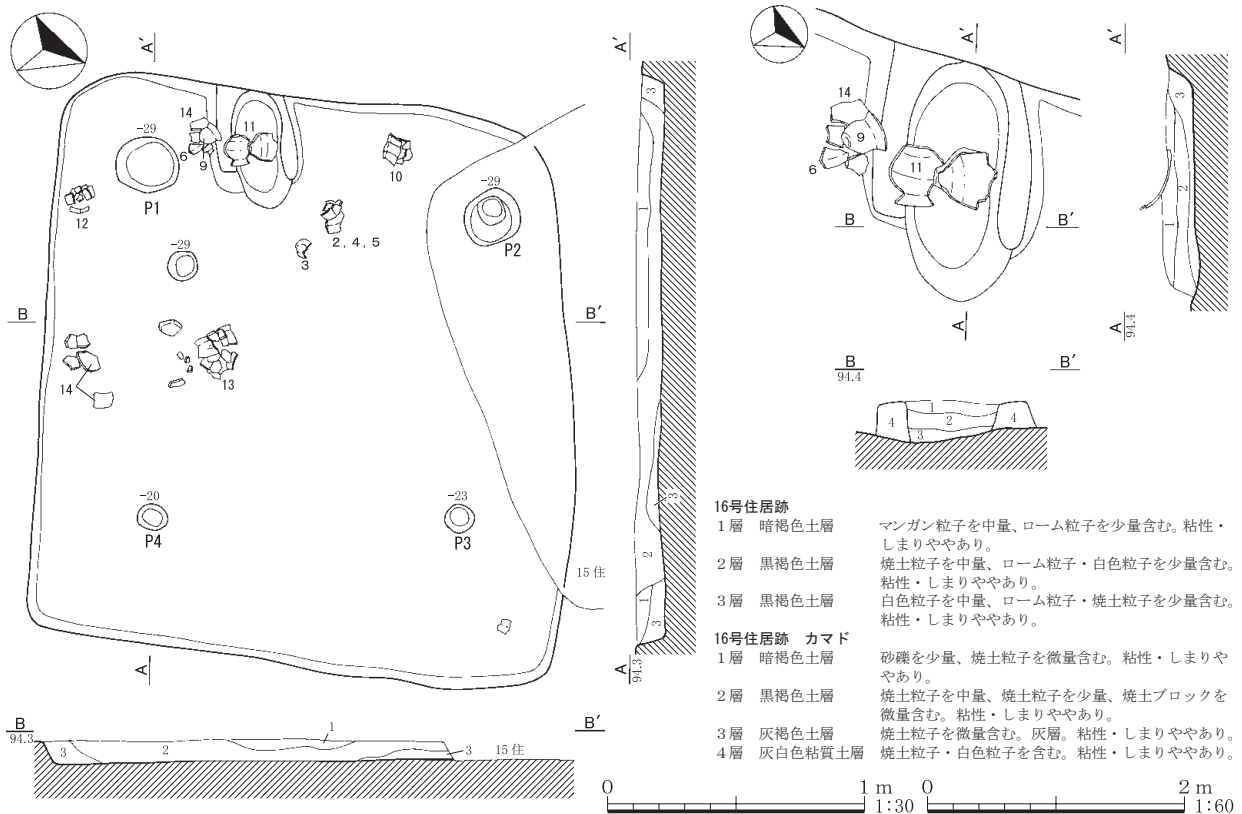 A′
A′
A′
A′
14
-29
11
6
9
10
-29
P1
12
2, 4, 5
3
P2
-29
B
B′
14
13
-20
P4
-23
P3
15 住
A
A
94.3
3
1
3
2
1
3
B
94.3
B′
1
3
2
3
15 住
14
9
6
11
B
B′
A
A
94.4
3
2
1
B
94.4
B′
1
4
2
4
3
16号住居跡
1層 暗褐色土層 マンガン粒子を中量、ローム粒子を少量含む。粘性・
しまりややあり。
2層 黒褐色土層 焼土粒子を中量、ローム粒子・白色粒子を少量含む。
粘性・しまりややあり。
3層 黒褐色土層 白色粒子を中量、ローム粒子・焼土粒子を少量含む。
粘性・しまりややあり。
16号住居跡 カマド
1層 暗褐色土層 砂礫を少量、焼土粒子を微量含む。粘性・しまりや
やあり。
2層 黒褐色土層 焼土粒子を中量、焼土粒子を少量、焼土ブロックを
微量含む。粘性・しまりややあり。
3層 灰褐色土層 焼土粒子を微量含む。灰層。粘性・しまりややあり。
4層 灰白色粘質土層 焼土粒子・白色粒子を含む。粘性・しまりややあり。
0 1 m 1:30
0 2 m 1:60